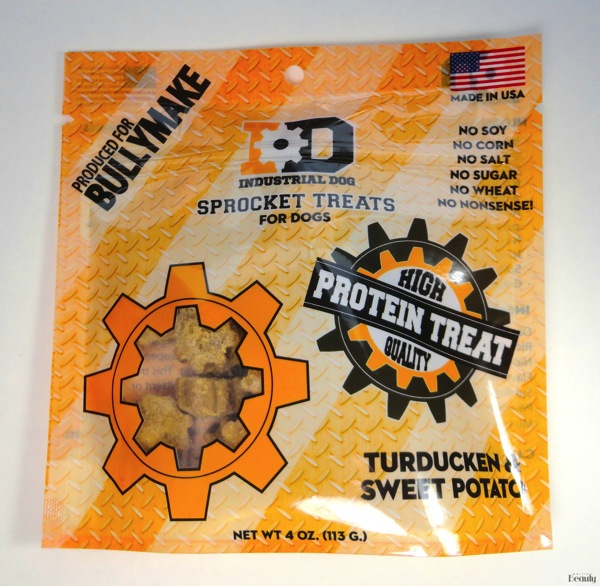 PRODUCED FOR
BULLYMAKE
MADE IN USA
ID
INDUSTRIAL DOG
SPROCKET TREATS
FOR DOGS
NO SOY
NO CORN
NO SALT
NO SUGAR
NO WHEAT
NO NONSENSE!
HIGH
PROTEIN TREAT
QUALITY
TURDUCKEN &
SWEET POTATO
NET WT 4 OZ. (113 G.)
Beauty